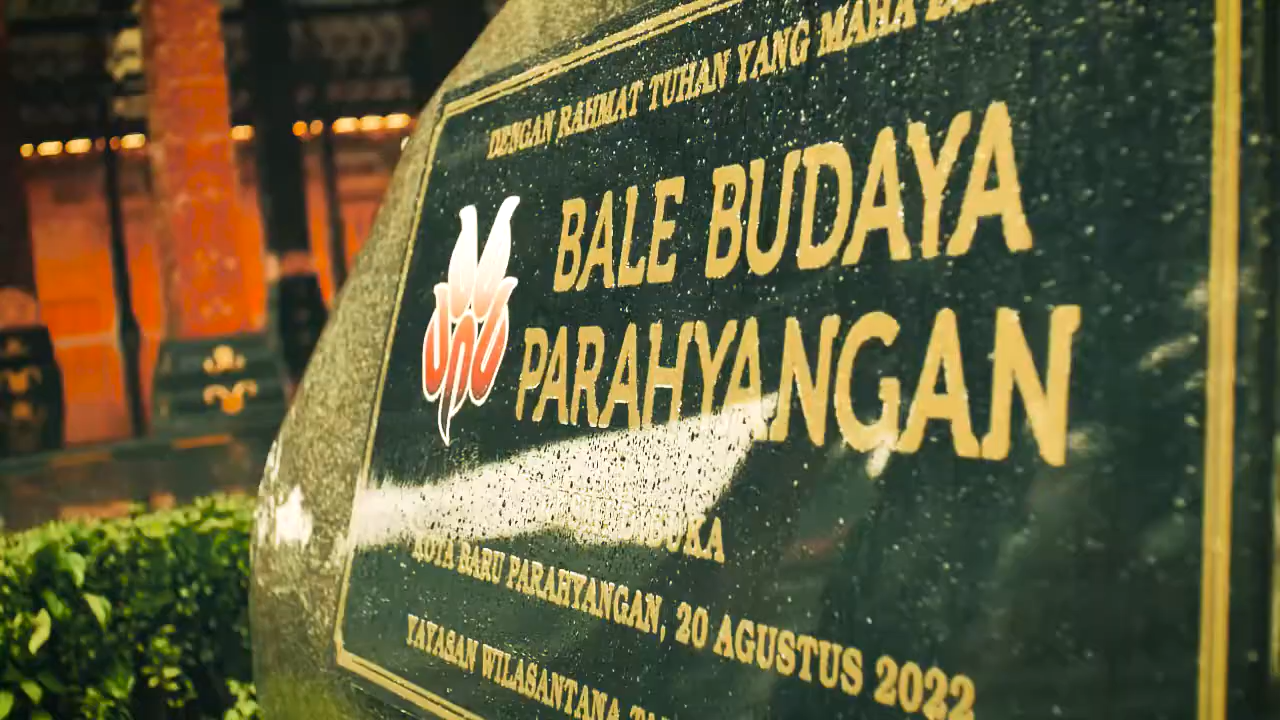 DENGAN RAHMAT TUHAN YANG MAHA
BALE BUDAYA
PARAHYANGAN
KOTA BARU PARAHYANGAN, 20 AGUSTUS 2022
YAYASAN WILASANTANA